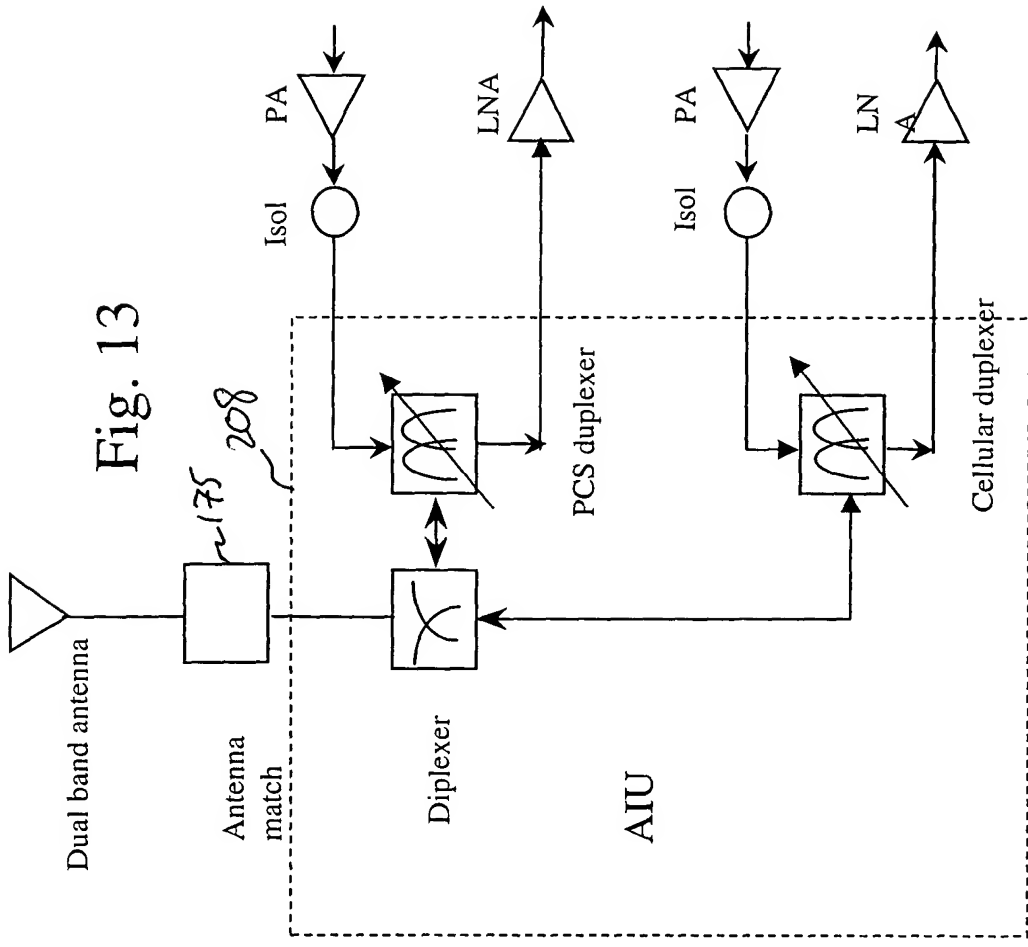 Fig. 13
Dual band antenna
175
Antenna
match
208
Diplexer
AIU
PCS duplexer
Cellular duplexer
Isol
PA
LNA
Isol
PA
LN
A